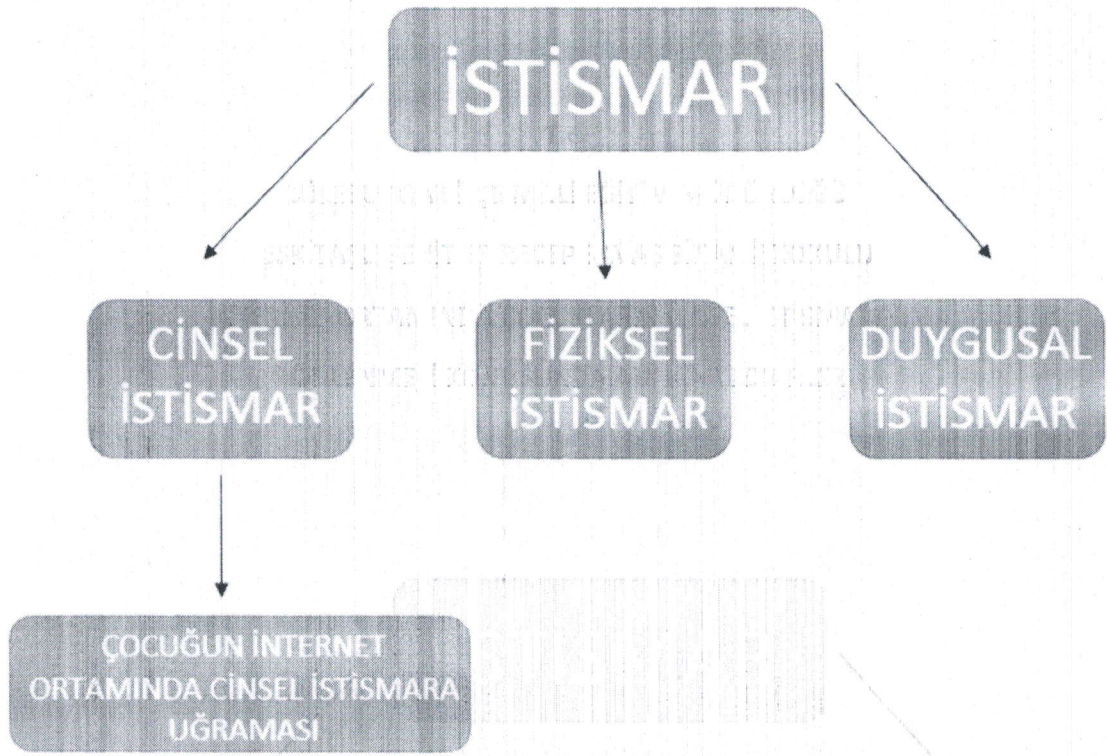 İSTİSMAR
CİNSEL
İSTİSMAR
FİZİKSEL
İSTİSMAR
DUYGUSAL
İSTİSMAR
ÇOCUĞUN İNTERNET
ORTAMINDA CİNSEL İSTİSMARA
UĞRAMASI